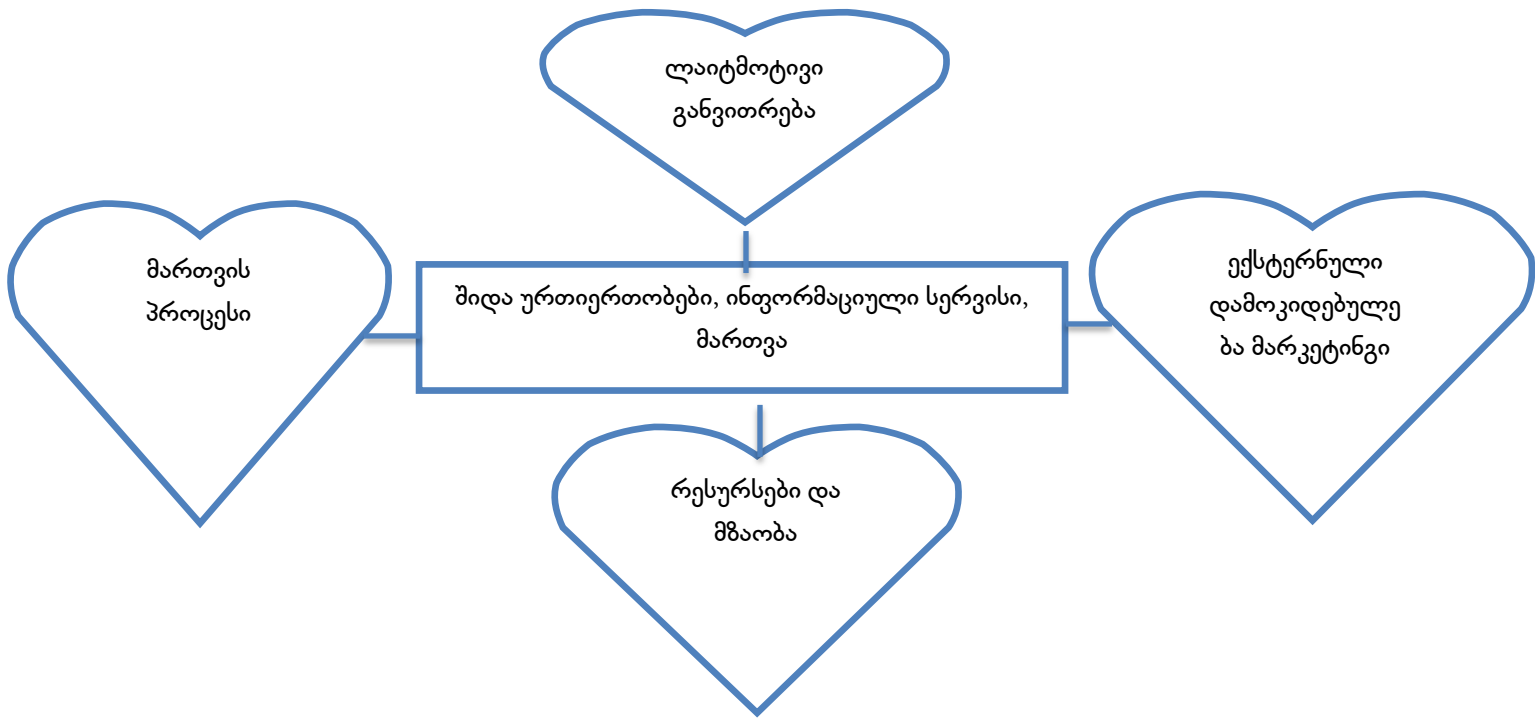 ლაიტმოტივი
განვითრება
მართვის
პროცესი
შიდა ურთიერთობები, ინფორმაციული სერვისი,
მართვა
ექსტერნული
დამოკიდებულე
ბა მარკეტინგი
რესურსები და
მზაობა